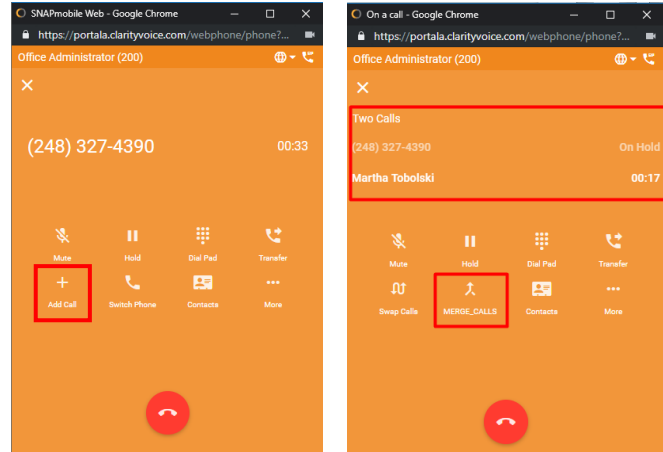 SNAPmobile Web - Google Chrome
https://portala.clarityvoice.com/webphone/phone?...
Office Administrator (200)
(248) 327-4390 00:33
Mute Hold Dial Pad Transfer
Add Call Switch Phone Contacts More
On a call - Google Chrome
https://portala.clarityvoice.com/webphone/phone?...
Office Administrator (200)
Two Calls
(248) 327-4390 On Hold
Martha Tobolski 00:17
Mute Hold Dial Pad Transfer
Swap Calls MERGE_CALLS Contacts More